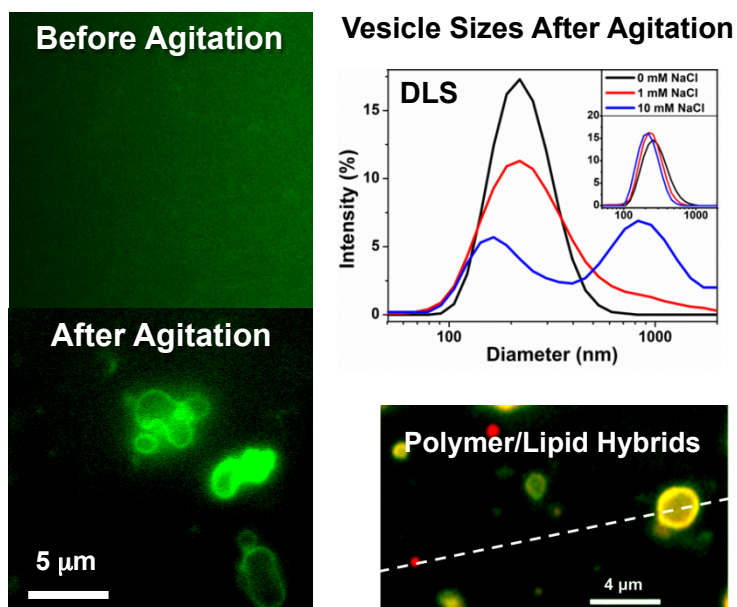 Before Agitation
After Agitation
5 μm
Vesicle Sizes After Agitation
DLS
0 mM NaCl
1 mM NaCl
10 mM NaCl
20
15
10
5
0
100
1000
15
10
5
0
Intensity (%)
100
1000
Diameter (nm)
Polymer/Lipid Hybrids
4 μm